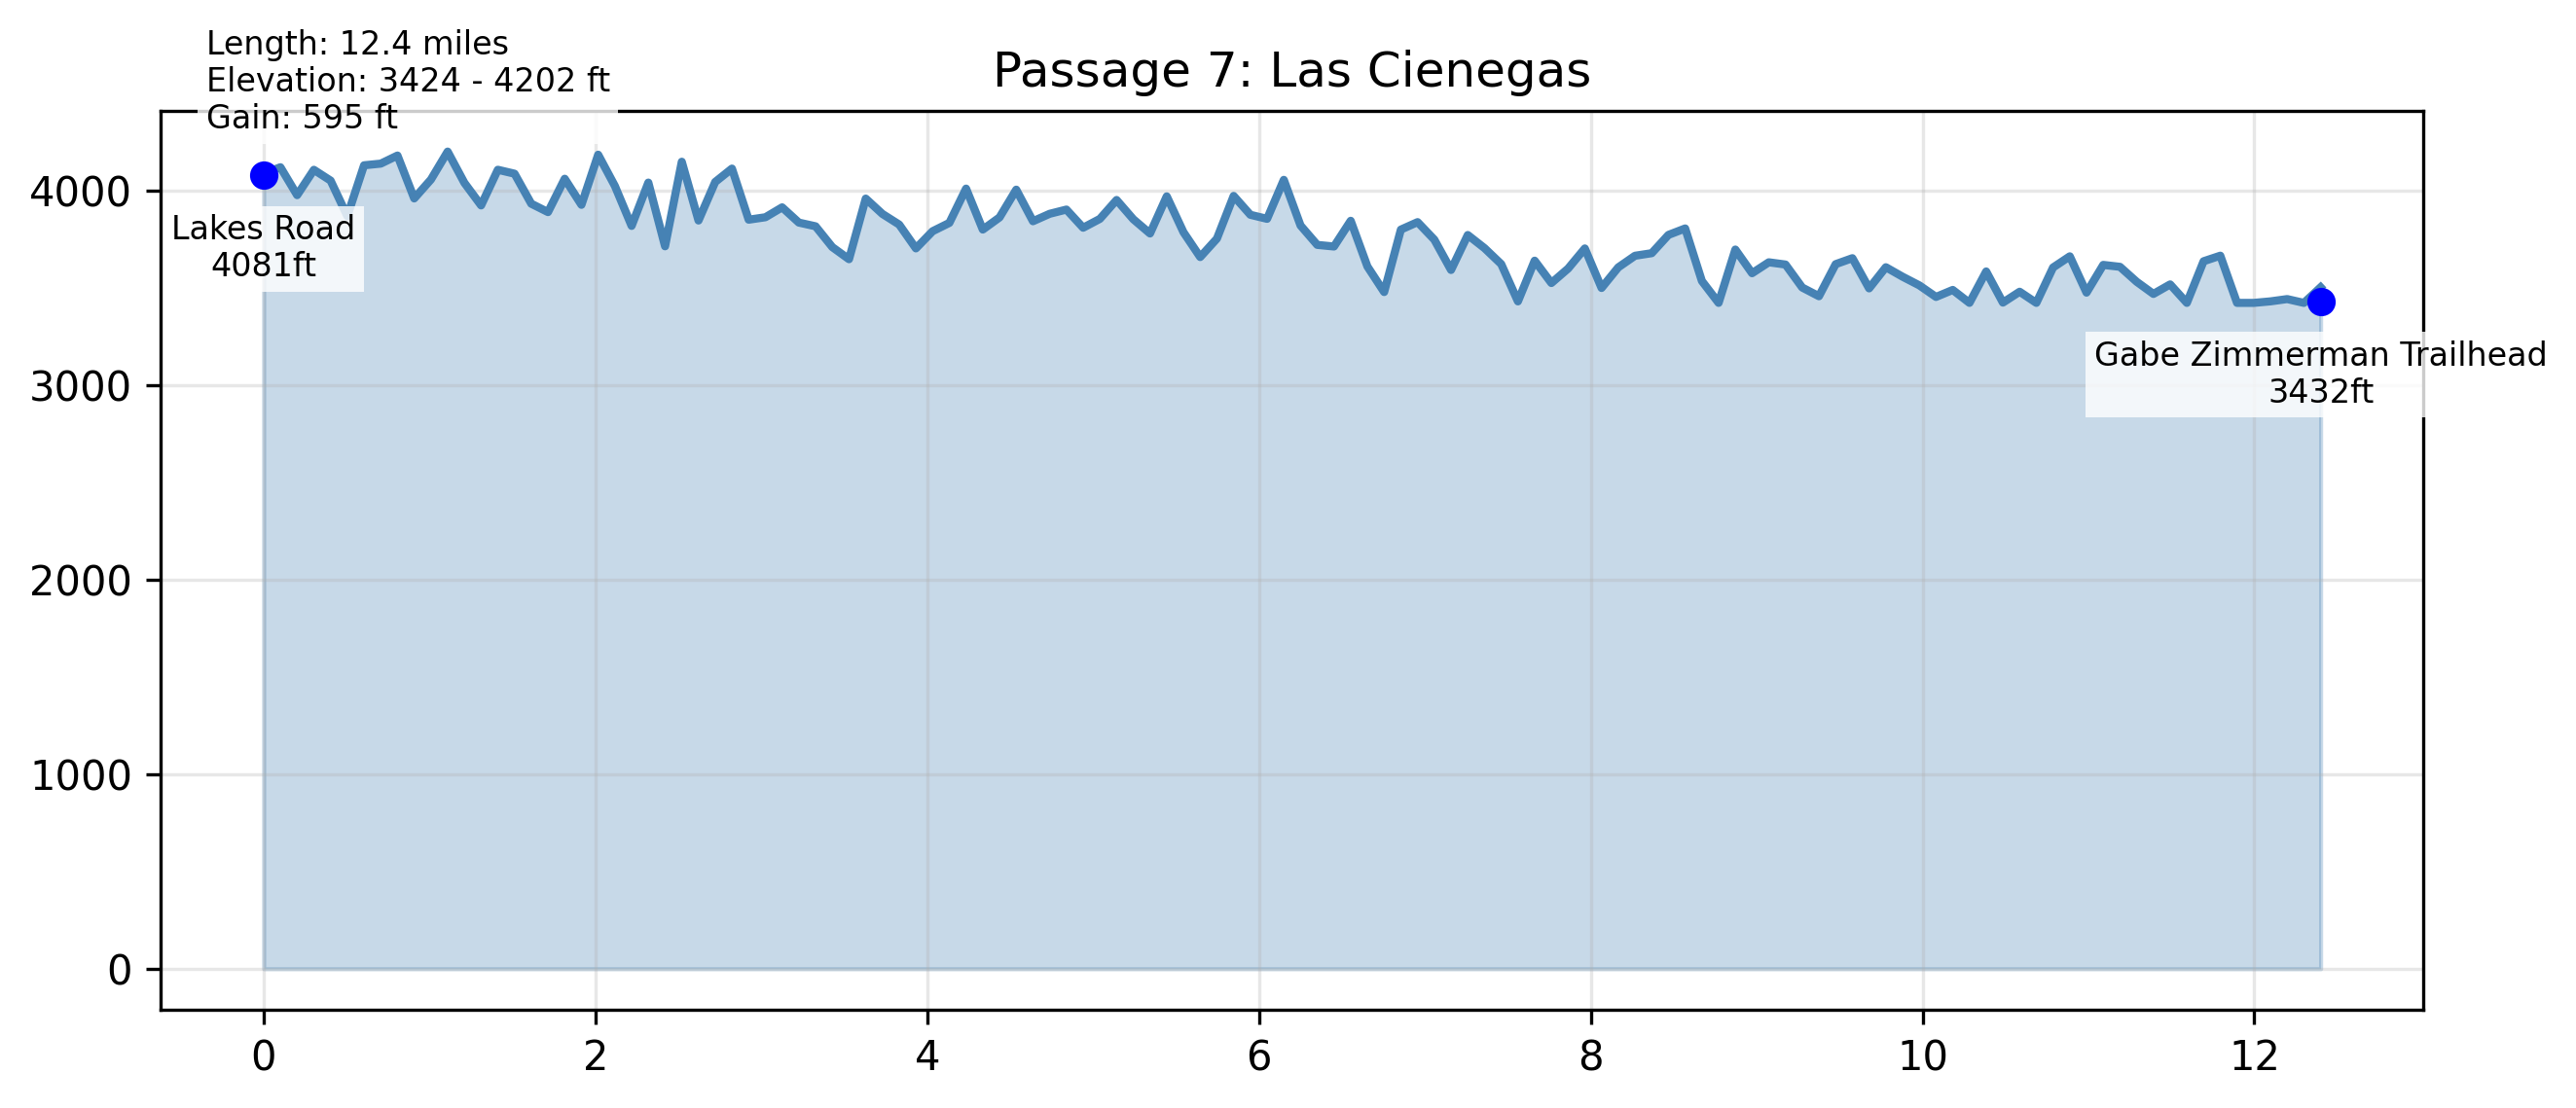 Length: 12.4 miles
Elevation: 3424 - 4202 ft
Gain: 595 ft
Passage 7: Las Cienegas
4000
3000
2000
1000
0
Lakes Road
4081ft
Gabe Zimmerman Trailhead
3432ft
0 2 4 6 8 10 12